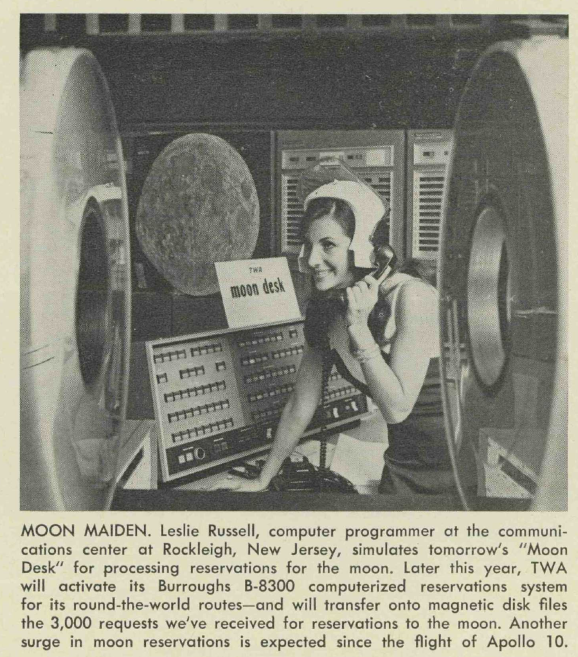 TWA
moon desk
MOON MAIDEN. Leslie Russell, computer programmer at the communi-
cations center at Rockleigh, New Jersey, simulates tomorrow's "Moon
Desk" for processing reservations for the moon. Later this year, TWA
will activate its Burroughs B-8300 computerized reservations system
for its round-the-world routes—and will transfer onto magnetic disk files
the 3,000 requests we've received for reservations to the moon. Another
surge in moon reservations is expected since the flight of Apollo 10.